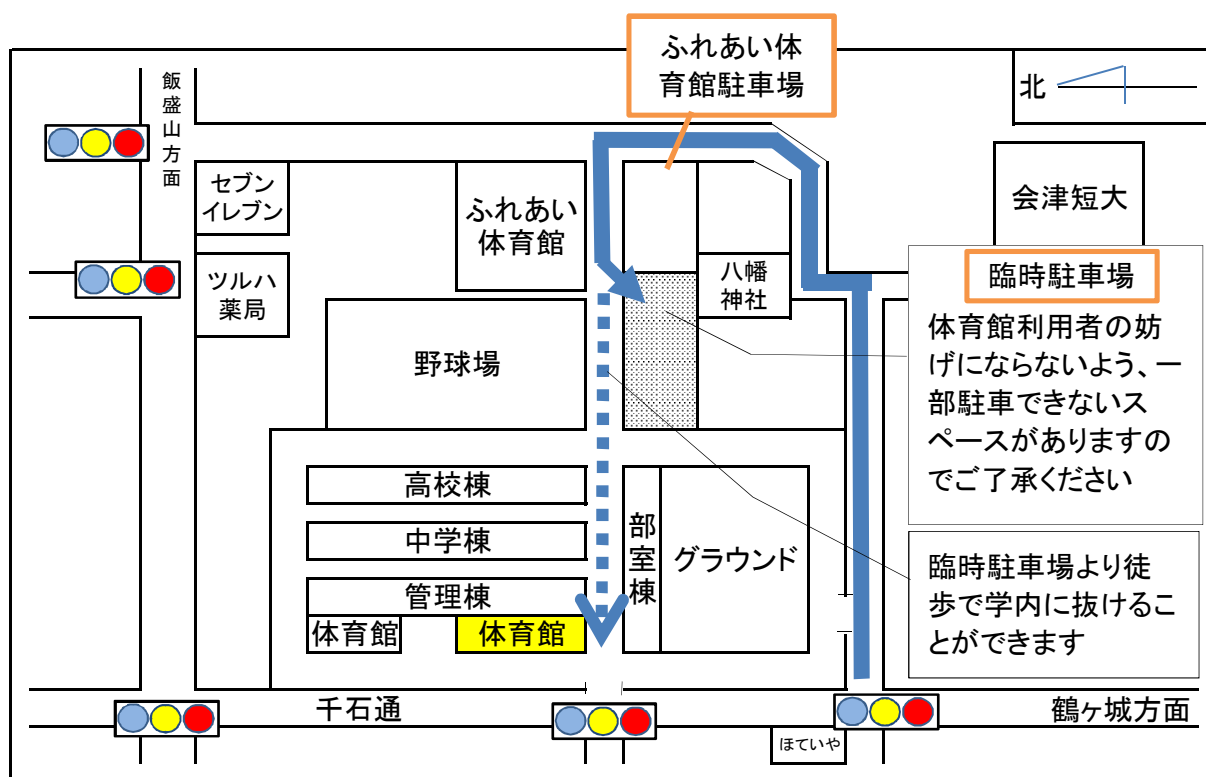 ふれあい体
育館駐車場
北
飯盛山方面
セブン
イレブン
ふれあい
体育館
会津短大
ツルハ
薬局
八幡
神社
臨時駐車場
体育館利用者の妨
げにならないよう、一
部駐車できないス
ペースがありますの
でご了承ください
野球場
高校棟
中学棟
管理棟
体育館
体育館
部室棟
グラウンド
臨時駐車場より徒
歩で学内に抜けるこ
とができます
千石通
鶴ヶ城方面
ほていや